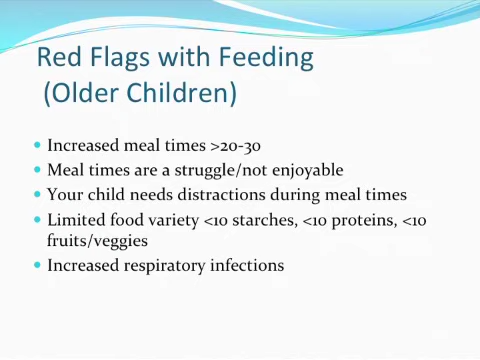 Red Flags with Feeding
(Older Children)
• Increased meal times >20-30
• Meal times are a struggle/not enjoyable
• Your child needs distractions during meal times
• Limited food variety <10 starches, <10 proteins, <10
fruits/veggies
• Increased respiratory infections